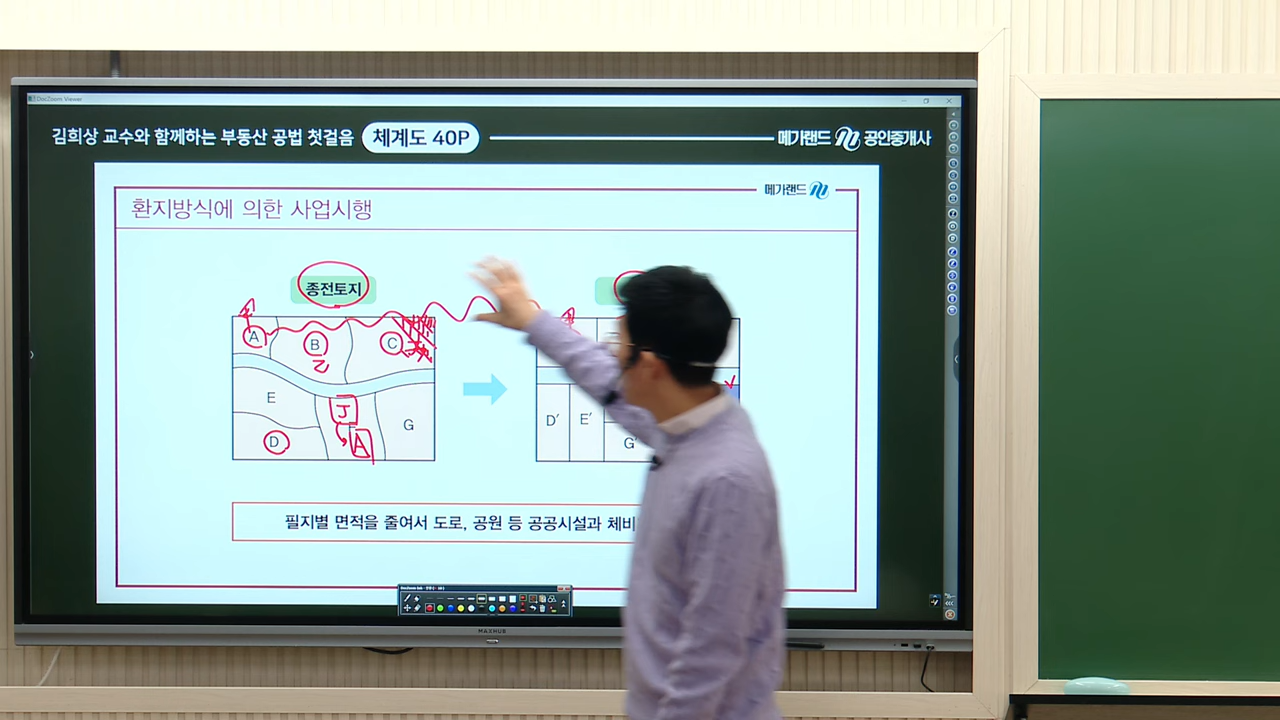 DocZoom Viewer
김희상 교수와 함께하는 부동산 공법 첫걸음 체계도 40P 메가랜드 공인중개사
메가랜드
환지방식에 의한 사업시행
종전토지
A B C
E J
D A G
D′ E′
G′
필지별 면적을 줄여서 도로, 공원 등 공공시설과 체비
MAXHUB